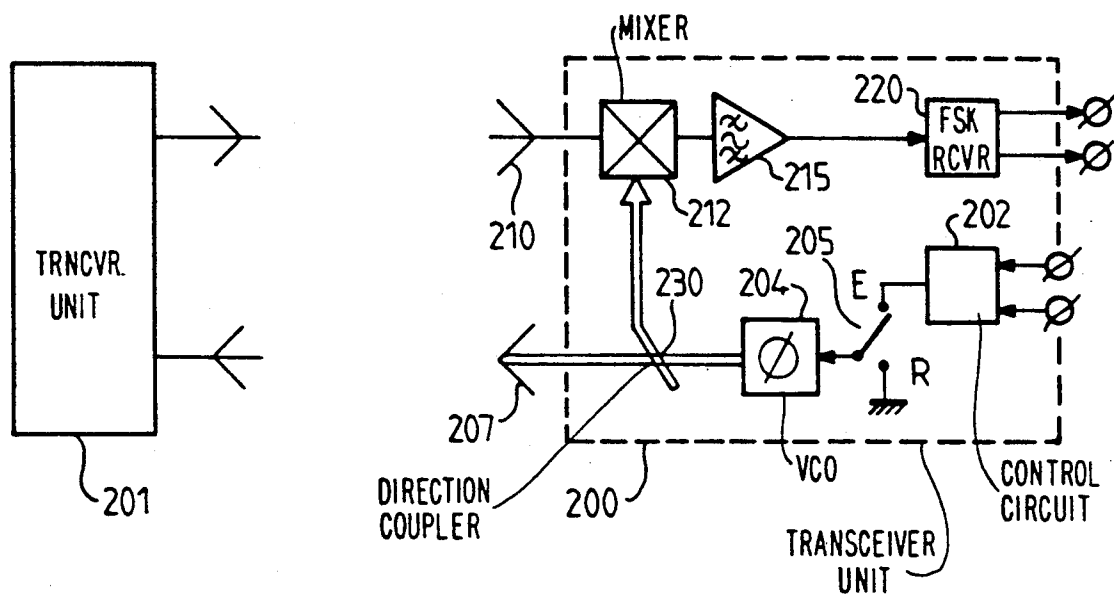 MIXER
220
FSK
RCVR
215
210
212
202
TRNCVR.
UNIT
205
230
204
E
R
207
VCO
201
DIRECTION
COUPLER
200
CONTROL
CIRCUIT
TRANSCEIVER
UNIT